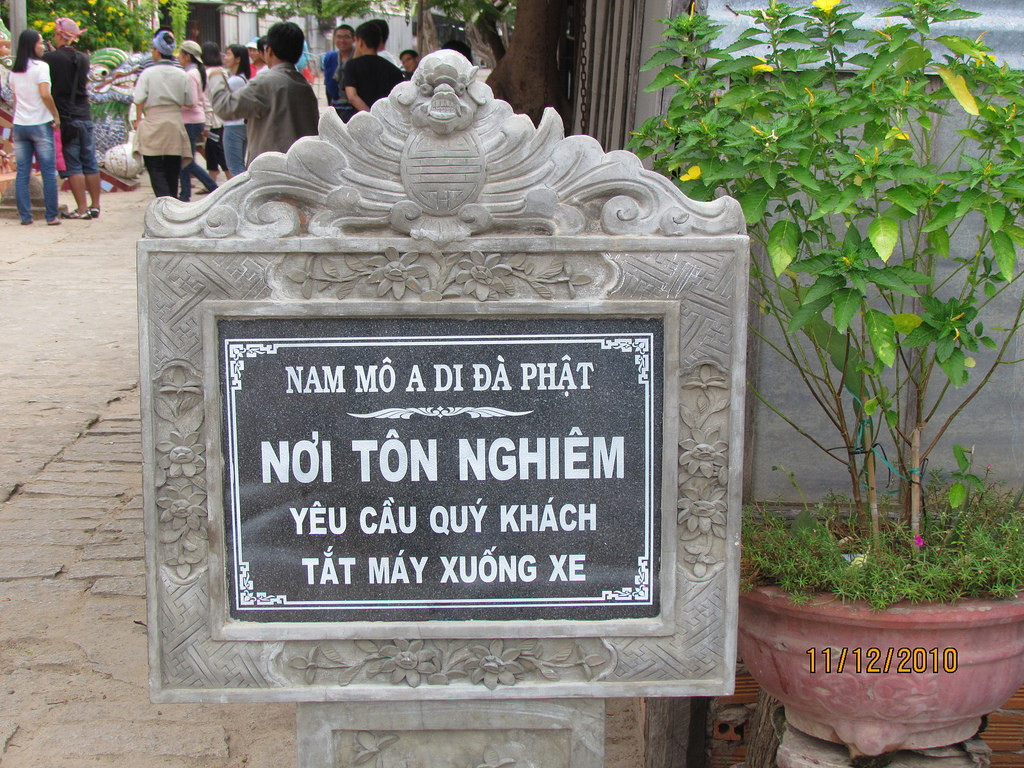 NAM MÔ A DI ĐÀ PHẬT
NƠI TÔN NGHIÊM
YÊU CẦU QUÝ KHÁCH
TẮT MÁY XUỐNG XE
11/12/2010